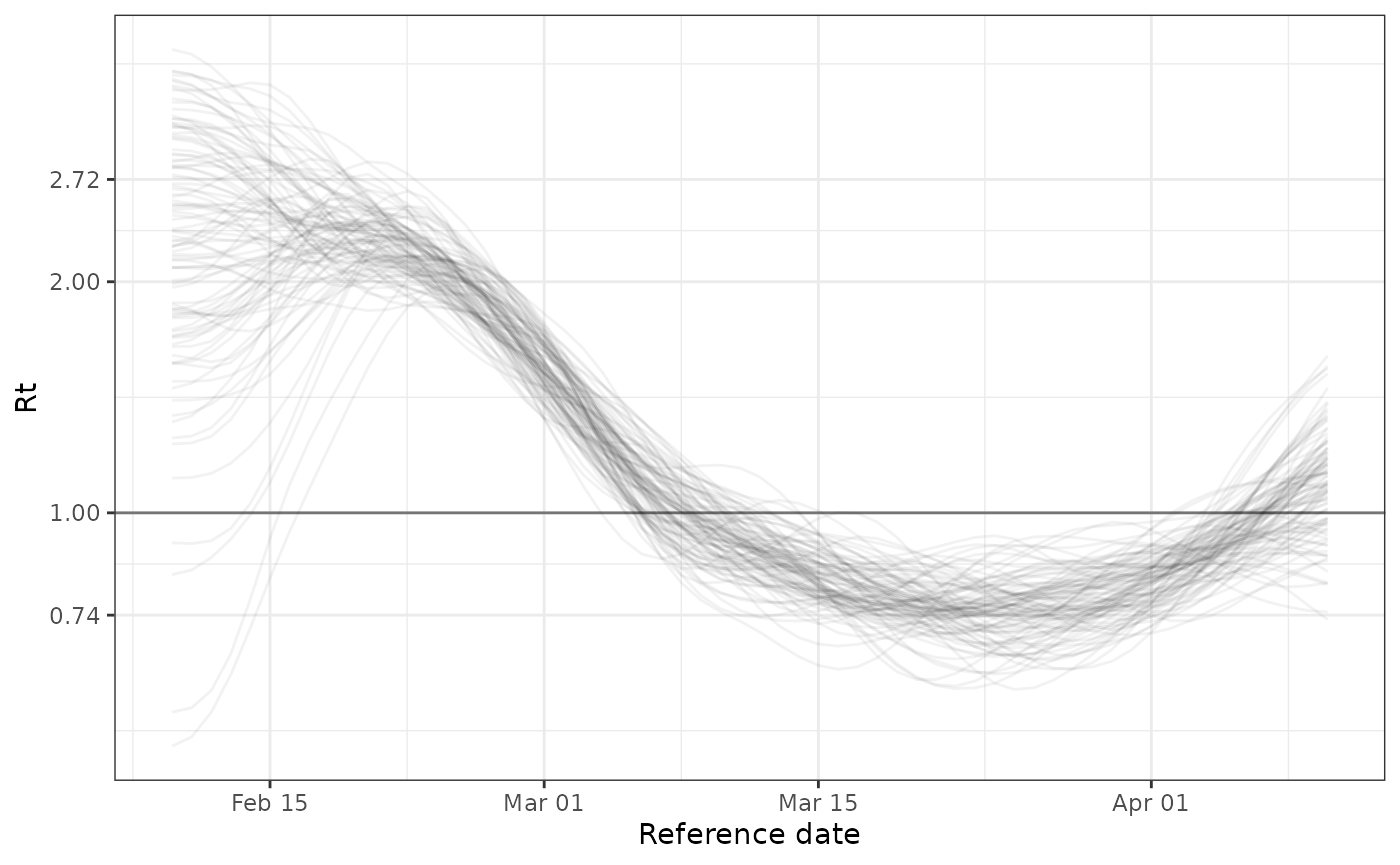 2.72
2.00
1.00
0.74
Rt
Feb 15
Mar 01
Mar 15
Apr 01
Reference date